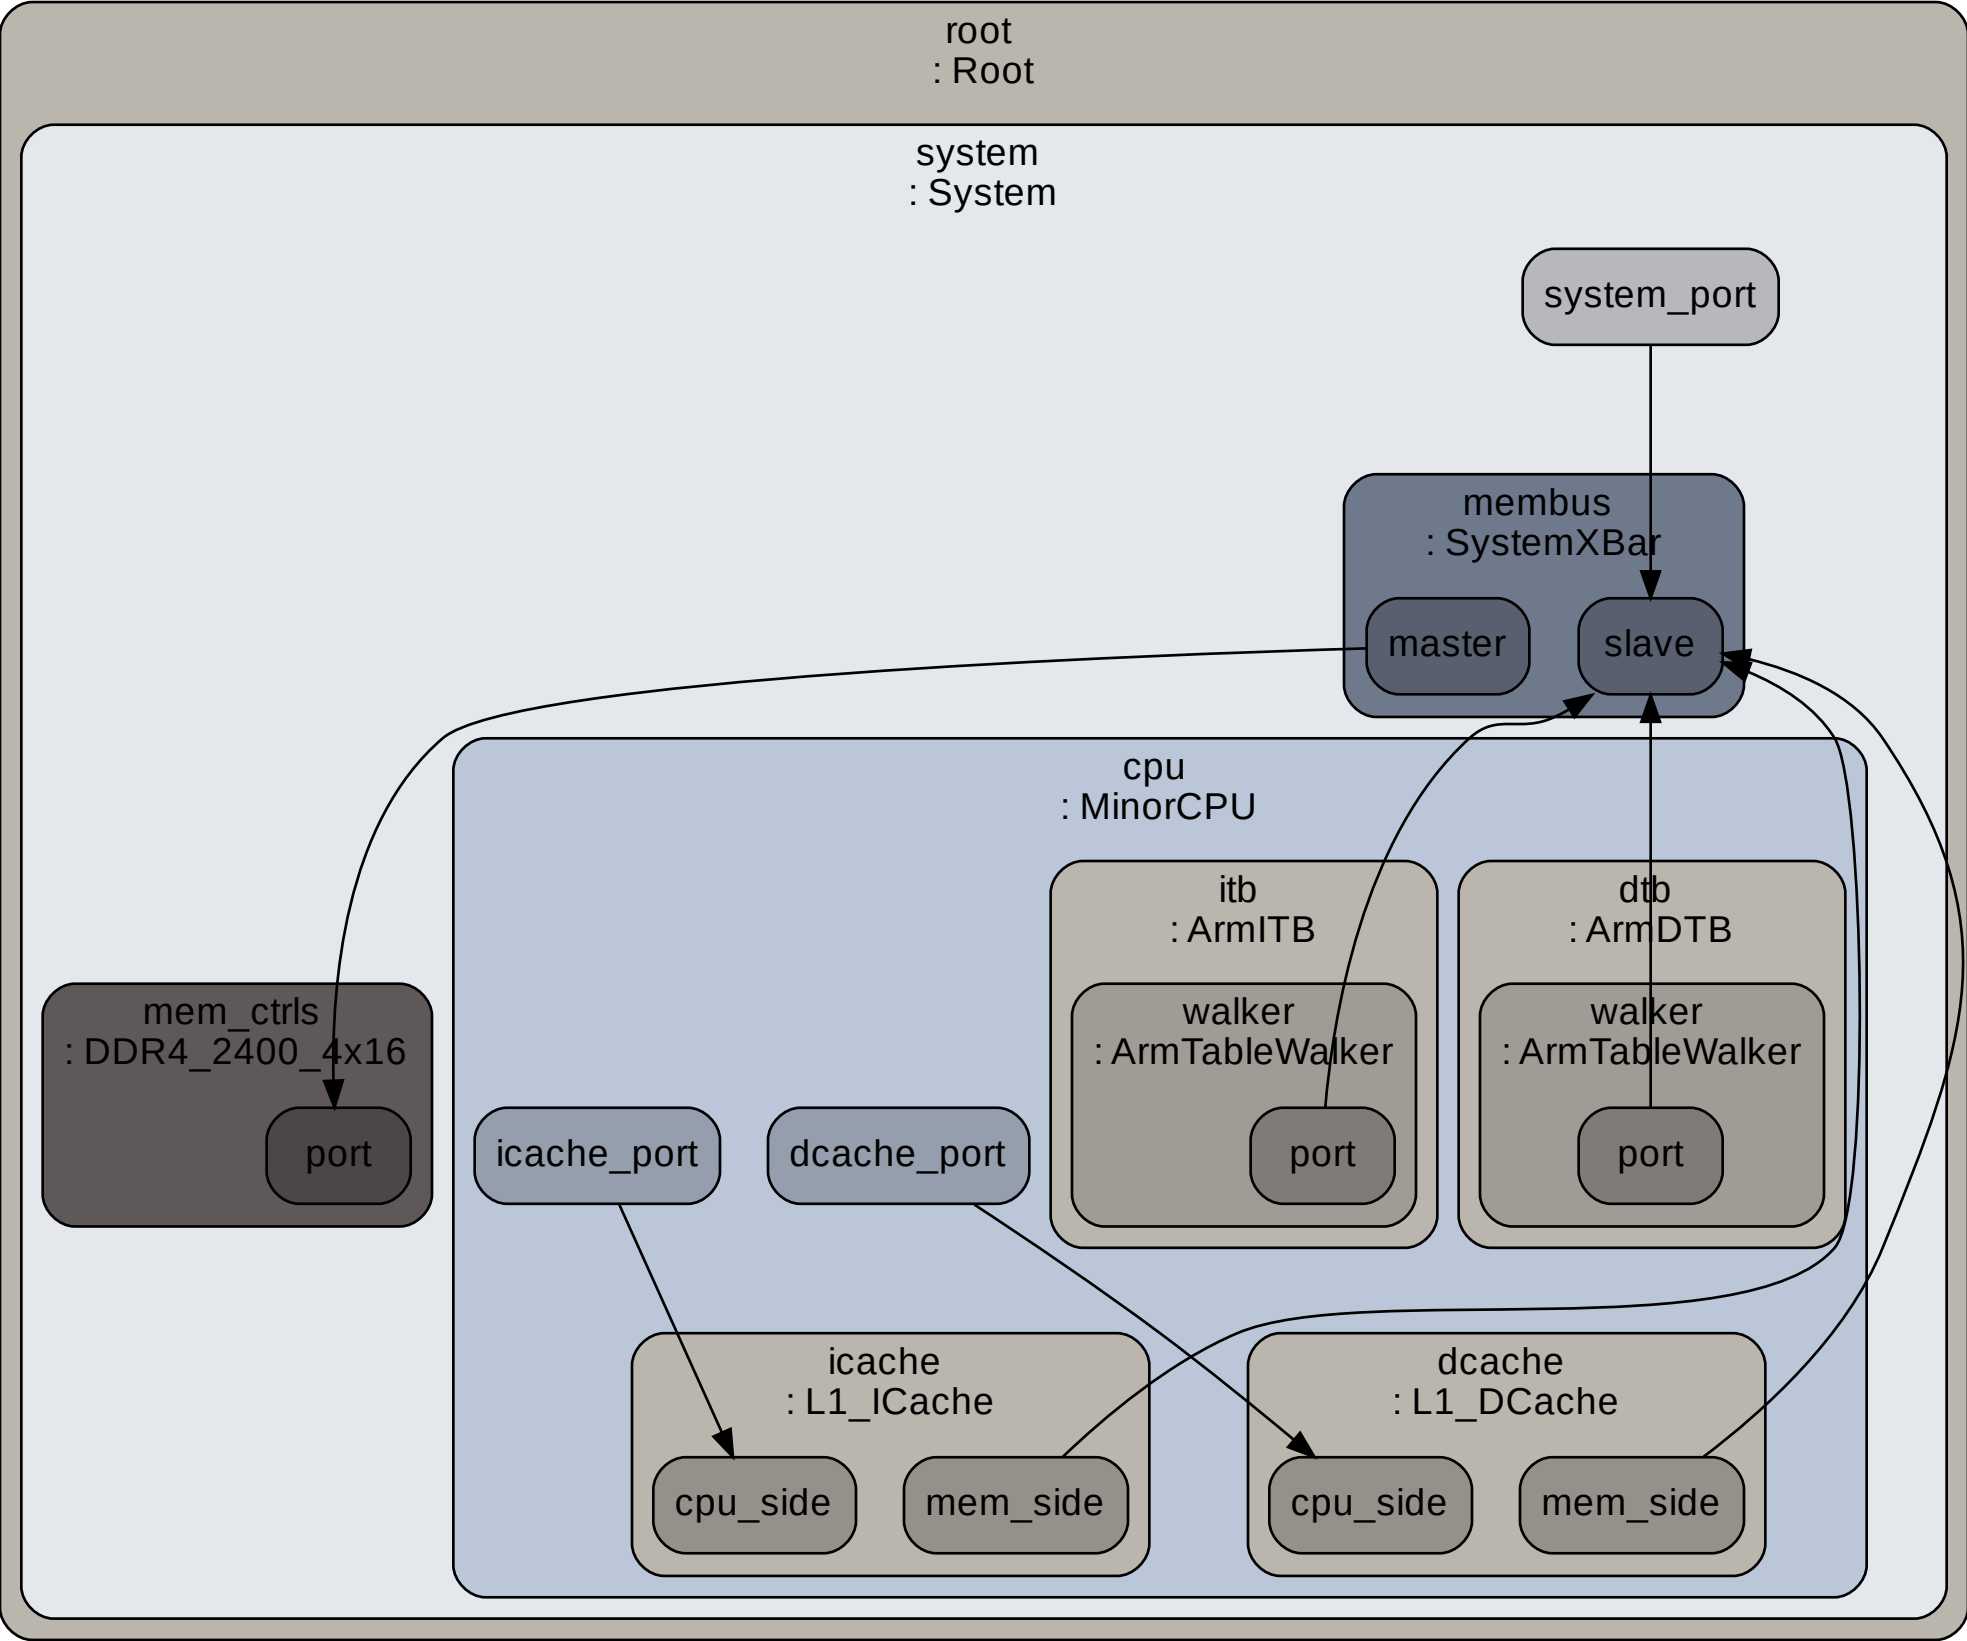 root
: Root
system
: System
system_port
membus
: SystemXBar
master
slave
cpu
: MinorCPU
itb
: ArmITB
dtb
: ArmDTB
mem_ctrls
: DDR4_2400_4x16
port
walker
: ArmTableWalker
port
walker
: ArmTableWalker
port
icache_port
dcache_port
icache
: L1_ICache
cpu_side
mem_side
dcache
: L1_DCache
cpu_side
mem_side